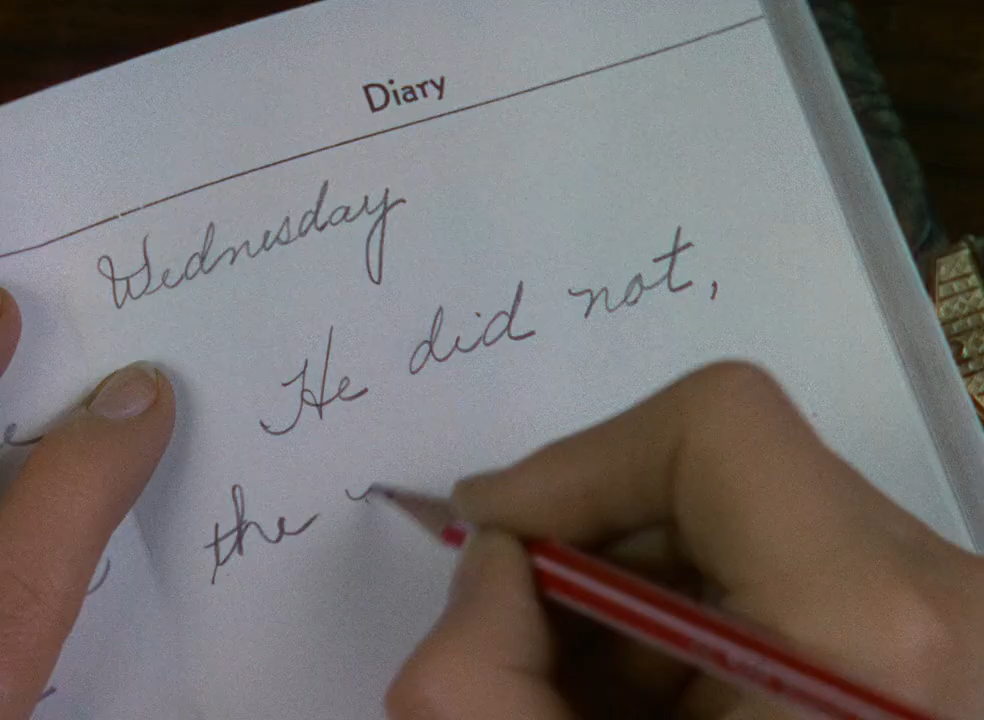 Diary
Wednesday
He did not,
the